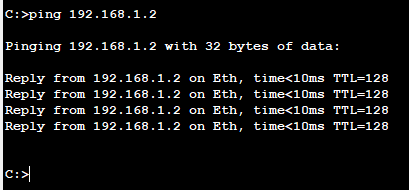 C:>ping 192.168.1.2
Pinging 192.168.1.2 with 32 bytes of data:
Reply from 192.168.1.2 on Eth, time<10ms TTL=128
Reply from 192.168.1.2 on Eth, time<10ms TTL=128
Reply from 192.168.1.2 on Eth, time<10ms TTL=128
Reply from 192.168.1.2 on Eth, time<10ms TTL=128
C:>